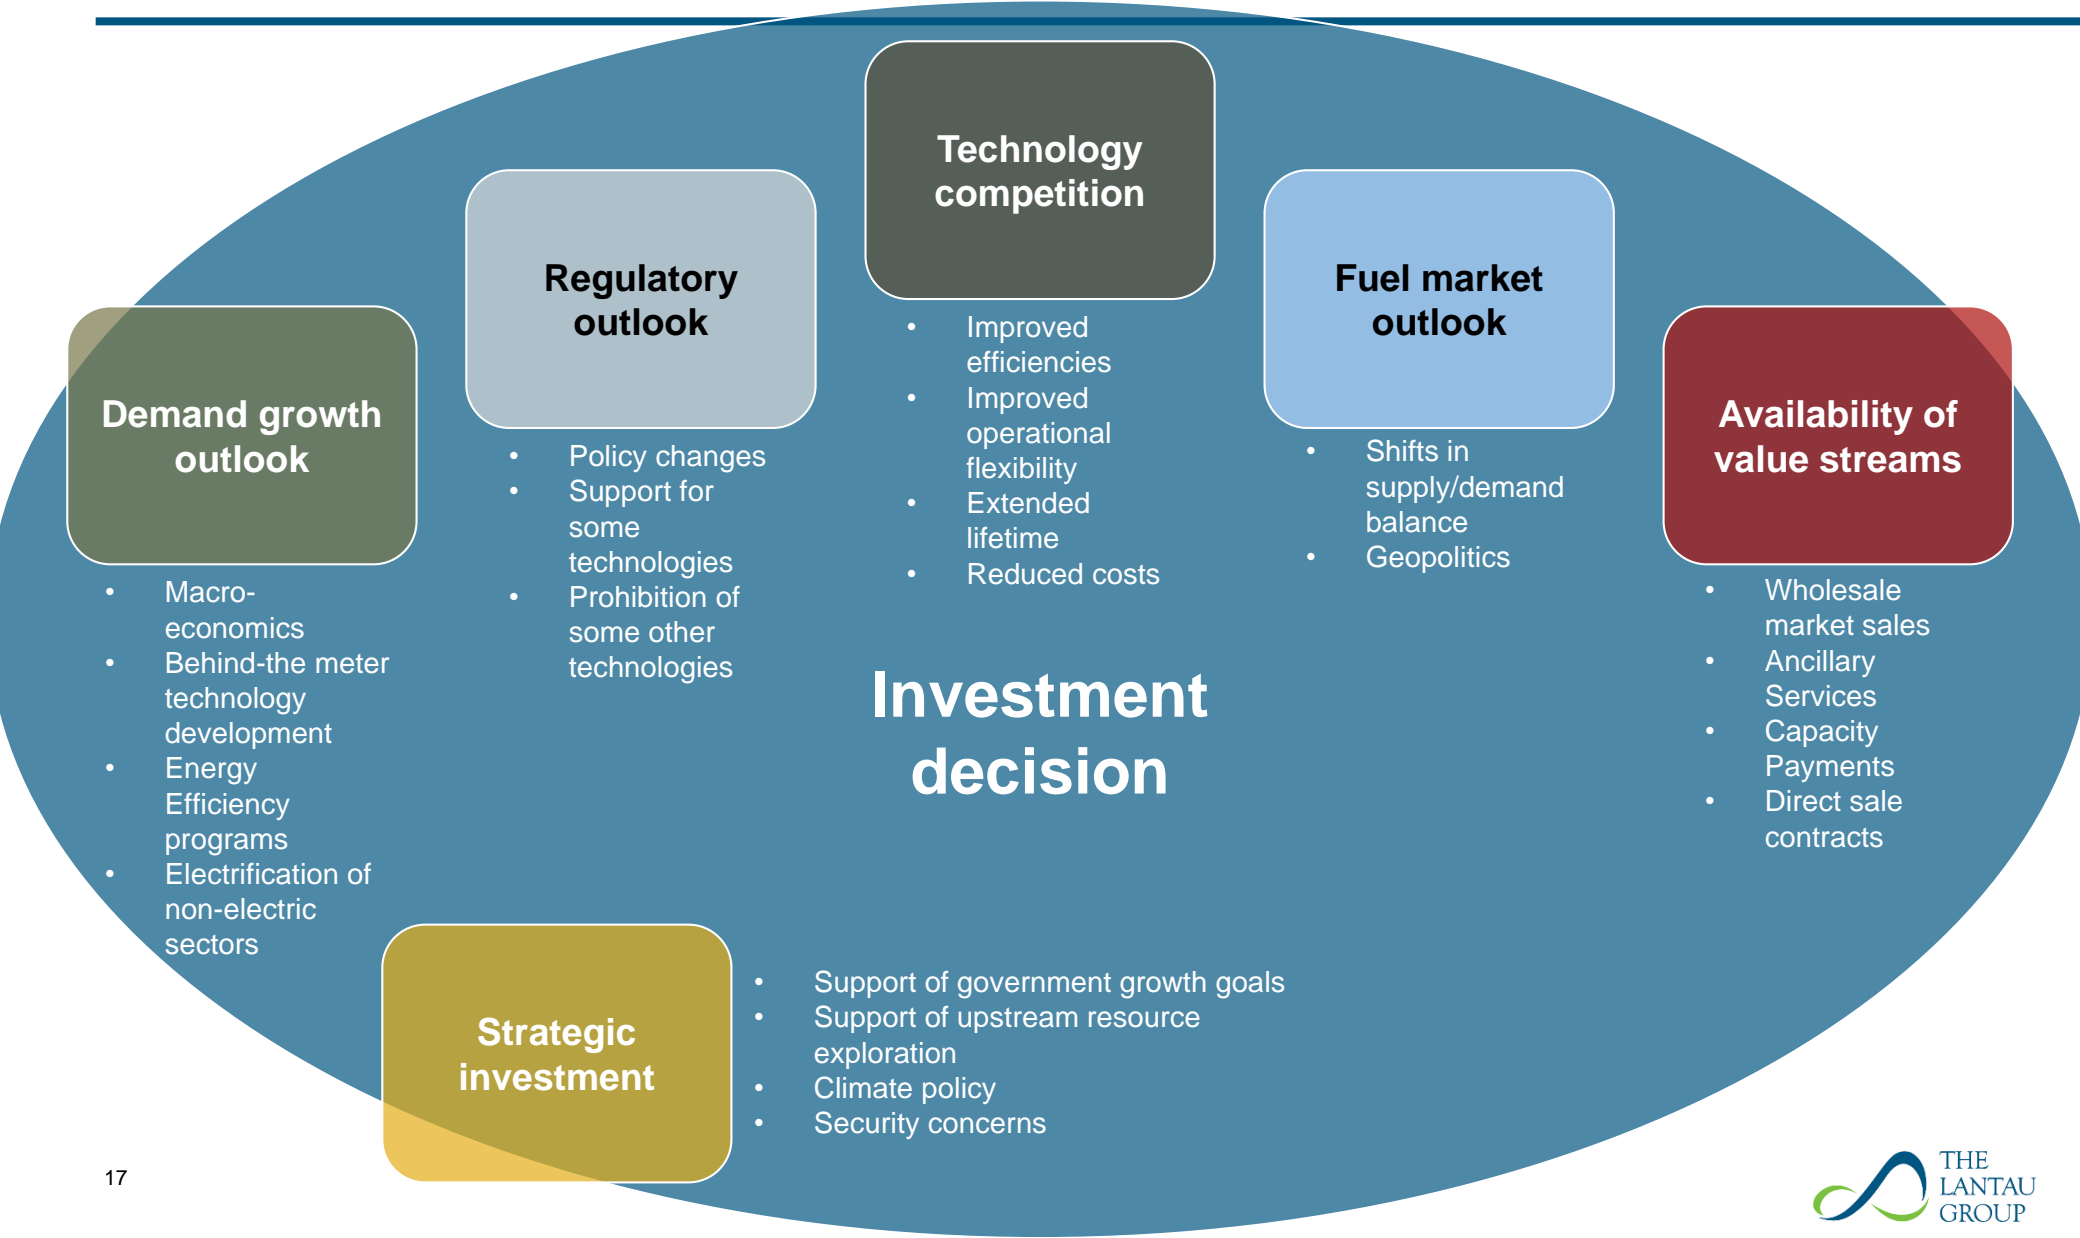 Technology
competition
• Improved
efficiencies
• Improved
operational
flexibility
• Extended
lifetime
• Reduced costs
Regulatory
outlook
• Policy changes
• Support for
some
technologies
• Prohibition of
some other
technologies
Fuel market
outlook
• Shifts in
supply/demand
balance
• Geopolitics
Demand growth
outlook
• Macro-
economics
• Behind-the meter
technology
development
• Energy
Efficiency
programs
• Electrification of
non-electric
sectors
Availability of
value streams
• Wholesale
market sales
• Ancillary
Services
• Capacity
Payments
• Direct sale
contracts
Investment
decision
Strategic
investment
• Support of government growth goals
• Support of upstream resource
exploration
• Climate policy
• Security concerns
17
THE
LANTAU
GROUP